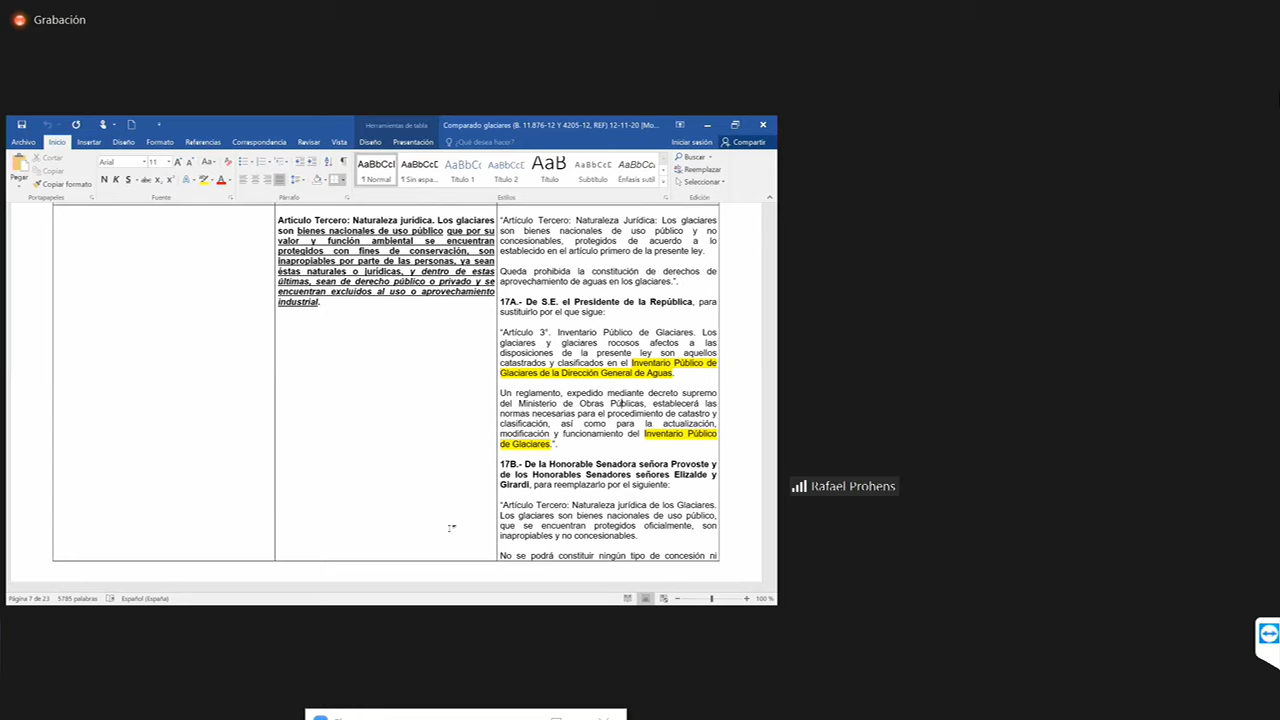 Grabación
Herramientas de tabla
Comparado glaciares (B. 11.876-12 Y 4205-12, REF) 12-11-20 [Mo...
Archivo Inicio Insertar Diseño Formato Referencias Correspondencia Revisar Vista Diseño Presentación ¿Qué desea hacer? Iniciar sesión Compartir
Pegar
Cortar
Copiar
Copiar formato
Arial 11
AaBbCcI AaBbCcD AaBbCc AaBbCcD AaB AaBbCcD AaBbCcD
¶ Normal ¶ Sin espa... Título 1 Título 2 Título Subtítulo Énfasis sutil
Buscar
Reemplazar
Seleccionar
Portapapeles Fuente Párrafo Estilos Edición
Artículo Tercero: Naturaleza jurídica. Los glaciares
son bienes nacionales de uso público que por su
valor y función ambiental se encuentran
protegidos con fines de conservación, son
inapropiables por parte de las personas, ya sean
éstas naturales o jurídicas, y dentro de estas
últimas, sean de derecho público o privado y se
encuentran excluidos al uso o aprovechamiento
industrial.
“Artículo Tercero: Naturaleza Jurídica: Los glaciares
son bienes nacionales de uso público y no
concesionables, protegidos de acuerdo a lo
establecido en el artículo primero de la presente ley.
Queda prohibida la constitución de derechos de
aprovechamiento de aguas en los glaciares.”.
17A.- De S.E. el Presidente de la República, para
sustituirlo por el que sigue:
“Artículo 3°. Inventario Público de Glaciares. Los
glaciares y glaciares rocosos afectos a las
disposiciones de la presente ley son aquellos
catastrados y clasificados en el Inventario Público de
Glaciares de la Dirección General de Aguas.
Un reglamento, expedido mediante decreto supremo
del Ministerio de Obras Públicas, establecerá las
normas necesarias para el procedimiento de catastro y
clasificación, así como para la actualización,
modificación y funcionamiento del Inventario Público
de Glaciares.”.
17B.- De la Honorable Senadora señora Provoste y
de los Honorables Senadores señores Elizalde y
Girardi, para reemplazarlo por el siguiente:
“Artículo Tercero: Naturaleza jurídica de los Glaciares.
Los glaciares son bienes nacionales de uso público,
que se encuentran protegidos oficialmente, son
inapropiables y no concesionables.
No se podrá constituir ningún tipo de concesión ni
Rafael Prohens
Página 7 de 23 5785 palabras Español (España) 100 %